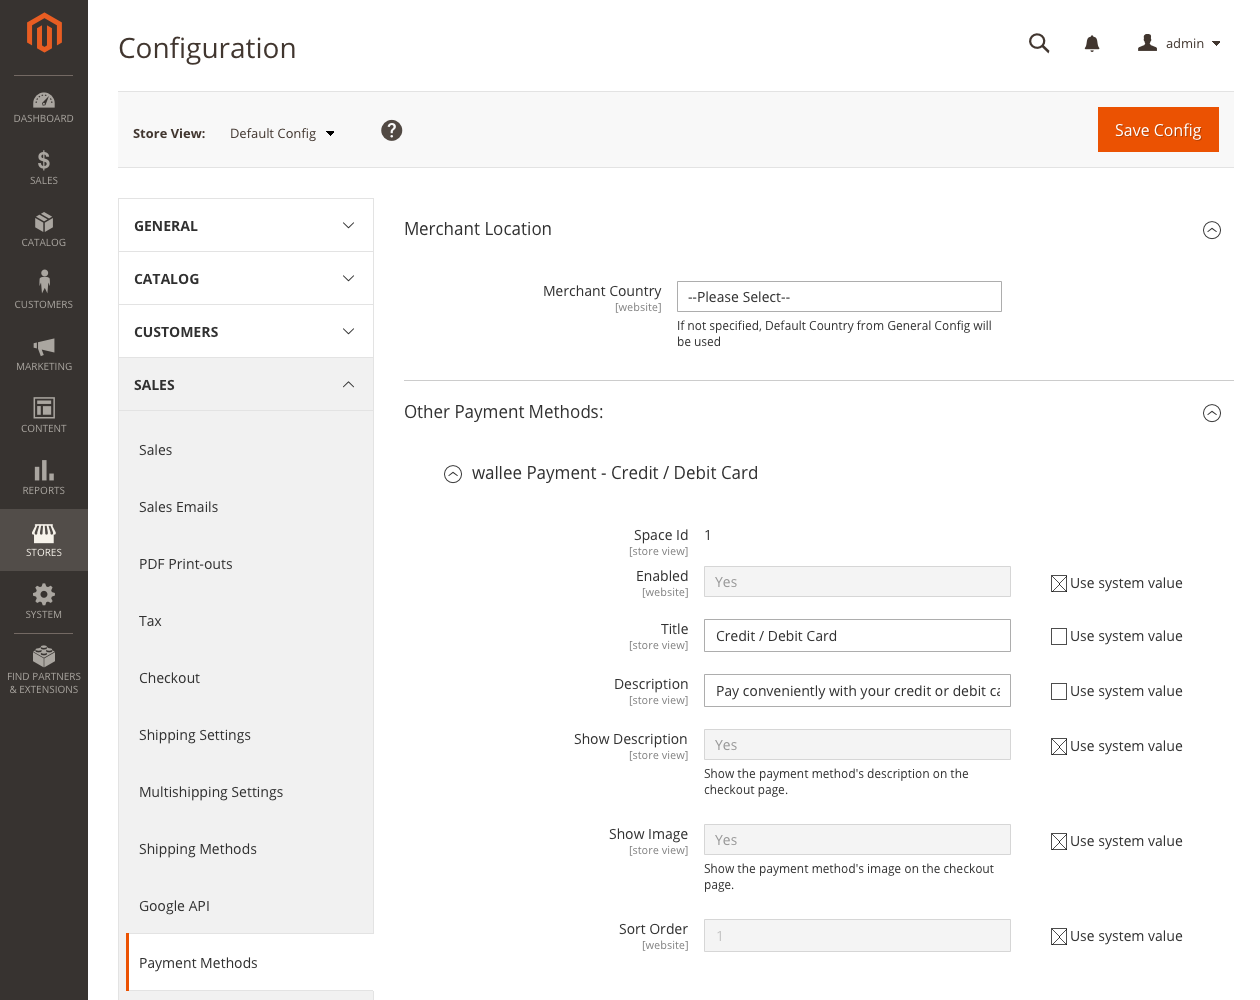 Configuration
admin
DASHBOARD
SALES
CATALOG
CUSTOMERS
MARKETING
CONTENT
REPORTS
STORES
SYSTEM
FIND PARTNERS
& EXTENSIONS
Store View: Default Config
Save Config
GENERAL
CATALOG
CUSTOMERS
SALES
Sales
Sales Emails
PDF Print-outs
Tax
Checkout
Shipping Settings
Multishipping Settings
Shipping Methods
Google API
Payment Methods
Merchant Location
Merchant Country --Please Select--
[website]
If not specified, Default Country from General Config will
be used
Other Payment Methods:
wallee Payment - Credit / Debit Card
Space Id 1
[store view]
Enabled Yes Use system value
[website]
Title Credit / Debit Card Use system value
[store view]
Description Pay conveniently with your credit or debit ca Use system value
[store view]
Show Description Yes Use system value
[store view]
Show the payment method's description on the
checkout page.
Show Image Yes Use system value
[store view]
Show the payment method's image on the checkout
page.
Sort Order 1 Use system value
[website]